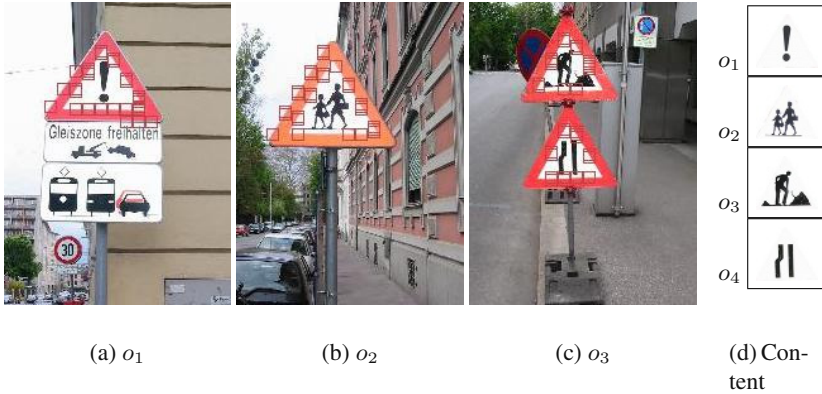 Gleiszone freihalten
30
o1
o2
o3
o4
(a) o1
(b) o2
(c) o3
(d) Con-
tent